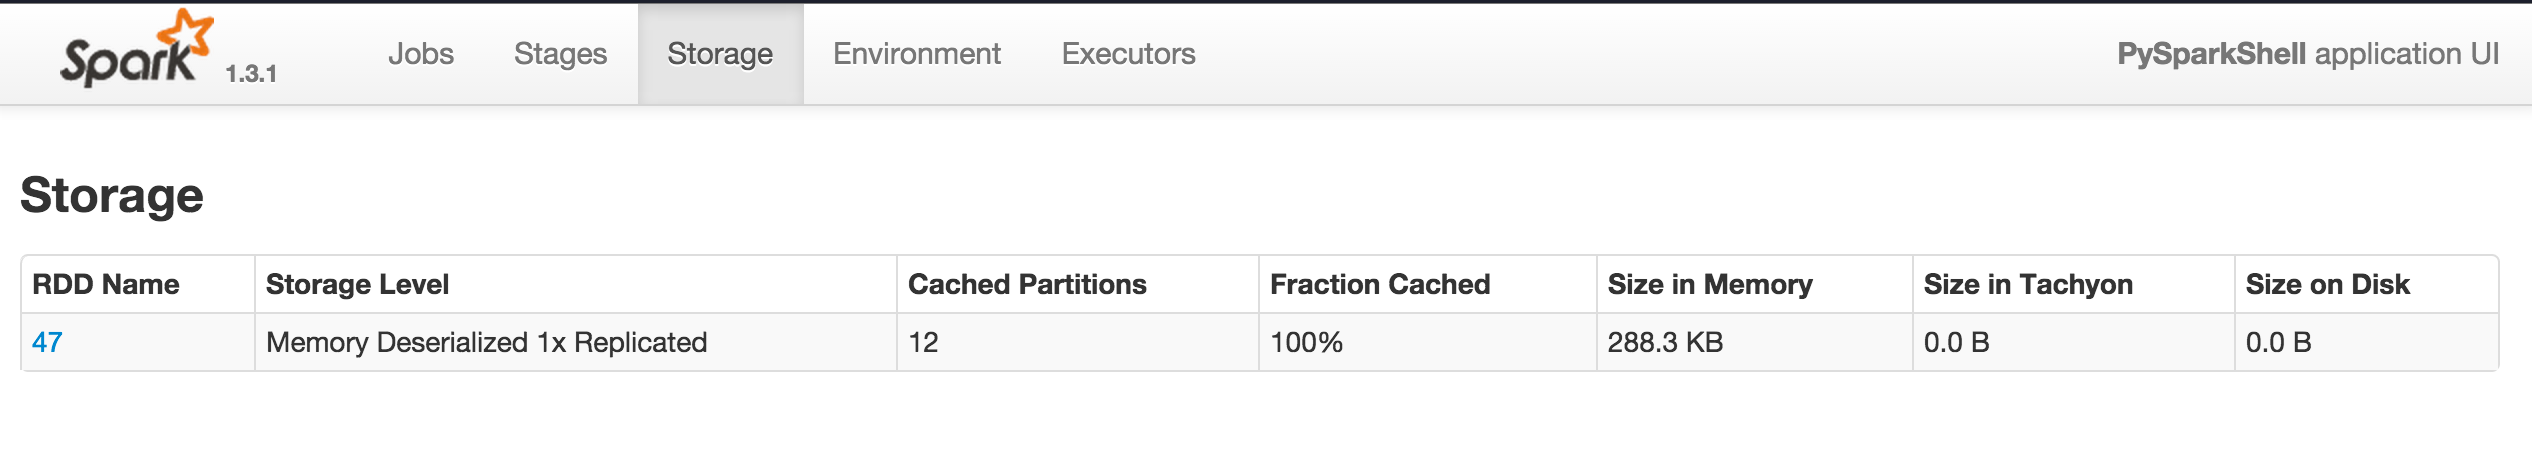 Spark 1.3.1 Jobs Stages Storage Environment Executors PySparkShell application UI
Storage
RDD Name Storage Level Cached Partitions Fraction Cached Size in Memory Size in Tachyon Size on Disk
47 Memory Deserialized 1x Replicated 12 100% 288.3 KB 0.0 B 0.0 B